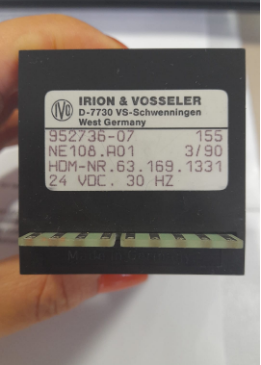 IVO IRION & VOSSELER
D-7730 VS-Schwenningen
West Germany
952736-07 155
NE108.A01 3/90
HDM-NR.63.169.1331
24 VDC. 30 HZ